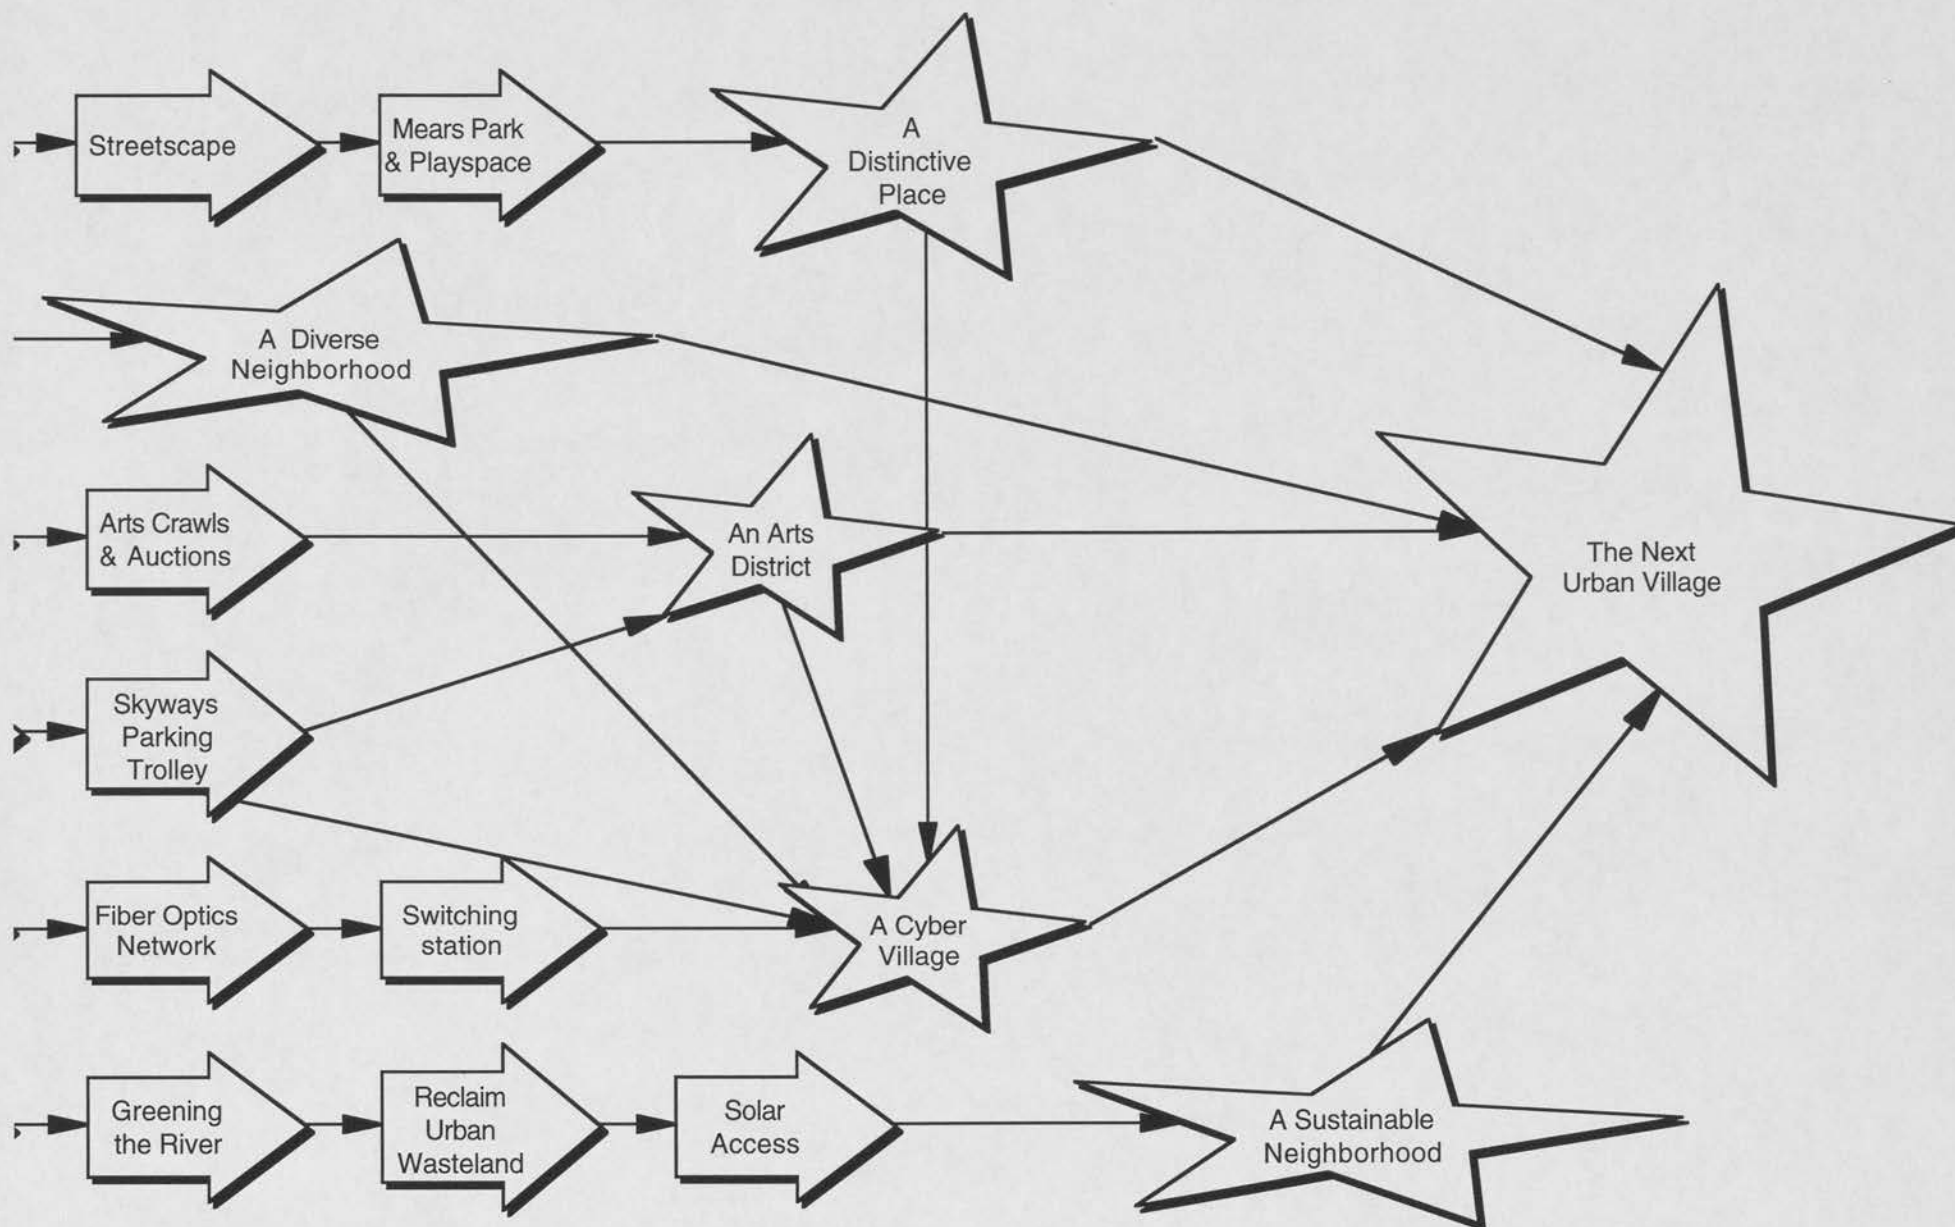 Streetscape
Mears Park
& Playspace
A
Distinctive
Place
A Diverse
Neighborhood
Arts Crawls
& Auctions
An Arts
District
The Next
Urban Village
Skyways
Parking
Trolley
Fiber Optics
Network
Switching
station
A Cyber
Village
Greening
the River
Reclaim
Urban
Wasteland
Solar
Access
A Sustainable
Neighborhood